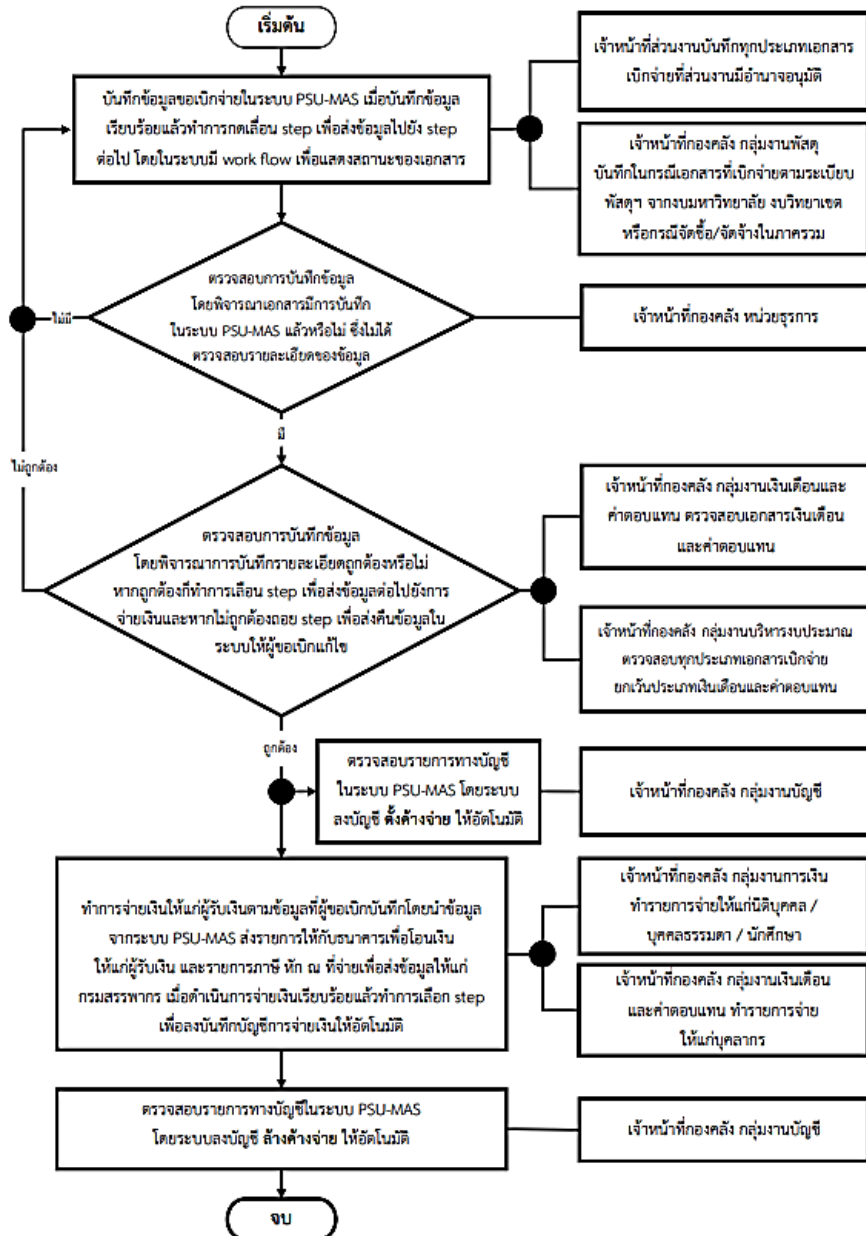 เริ่มต้น
บันทึกข้อมูลขอเบิกจ่ายในระบบ PSU-MAS เมื่อบันทึกข้อมูล
เรียบร้อยแล้วทำการกดเลื่อน step เพื่อส่งข้อมูลไปยัง step
ต่อไป โดยในระบบมี work flow เพื่อแสดงสถานะของเอกสาร
เจ้าหน้าที่ส่วนงานบันทึกทุกประเภทเอกสาร
เบิกจ่ายที่ส่วนงานมีอำนาจอนุมัติ
เจ้าหน้าที่กองคลัง กลุ่มงานพัสดุ
บันทึกในกรณีเอกสารที่เบิกจ่ายตามระเบียบ
พัสดุฯ จากงบมหาวิทยาลัย งบวิทยาเขต
หรือกรณีจัดซื้อ/จัดจ้างในภาครวม
ตรวจสอบการบันทึกข้อมูล
โดยพิจารณาเอกสารมีการบันทึก
ในระบบ PSU-MAS แล้วหรือไม่ ซึ่งไม่ได้
ตรวจสอบรายละเอียดของข้อมูล
ไม่มี
เจ้าหน้าที่กองคลัง หน่วยธุรการ
มี
ไม่ถูกต้อง
ตรวจสอบการบันทึกข้อมูล
โดยพิจารณาการบันทึกรายละเอียดถูกต้องหรือไม่
หากถูกต้องก็ทำการเลือน step เพื่อส่งข้อมูลต่อไปยังการ
จ่ายเงินและหากไม่ถูกต้องถอย step เพื่อส่งคืนข้อมูลใน
ระบบให้ผู้ขอเบิกแก้ไข
เจ้าหน้าที่กองคลัง กลุ่มงานเงินเดือนและ
ค่าตอบแทน ตรวจสอบเอกสารเงินเดือน
และค่าตอบแทน
เจ้าหน้าที่กองคลัง กลุ่มงานบริหารงบประมาณ
ตรวจสอบทุกประเภทเอกสารเบิกจ่าย
ยกเว้นประเภทเงินเดือนและค่าตอบแทน
ถูกต้อง
ตรวจสอบรายการทางบัญชี
ในระบบ PSU-MAS โดยระบบ
ลงบัญชี ตั้งค้างจ่าย ให้อัตโนมัติ
เจ้าหน้าที่กองคลัง กลุ่มงานบัญชี
ทำการจ่ายเงินให้แก่ผู้รับเงินตามข้อมูลที่ผู้ขอเบิกบันทึกโดยนำข้อมูล
จากระบบ PSU-MAS ส่งรายการให้กับธนาคารเพื่อโอนเงิน
ให้แก่ผู้รับเงิน และรายการภาษี หัก ณ ที่จ่ายเพื่อส่งข้อมูลให้แก่
กรมสรรพากร เมื่อดำเนินการจ่ายเงินเรียบร้อยแล้วทำการเลือก step
เพื่อลงบันทึกบัญชีการจ่ายเงินให้อัตโนมัติ
เจ้าหน้าที่กองคลัง กลุ่มงานการเงิน
ทำรายการจ่ายให้แก่นิติบุคคล /
บุคคลธรรมดา / นักศึกษา
เจ้าหน้าที่กองคลัง กลุ่มงานเงินเดือน
และค่าตอบแทน ทำรายการจ่าย
ให้แก่บุคลากร
ตรวจสอบรายการทางบัญชีในระบบ PSU-MAS
โดยระบบลงบัญชี ล้างค้างจ่าย ให้อัตโนมัติ
เจ้าหน้าที่กองคลัง กลุ่มงานบัญชี
จบ